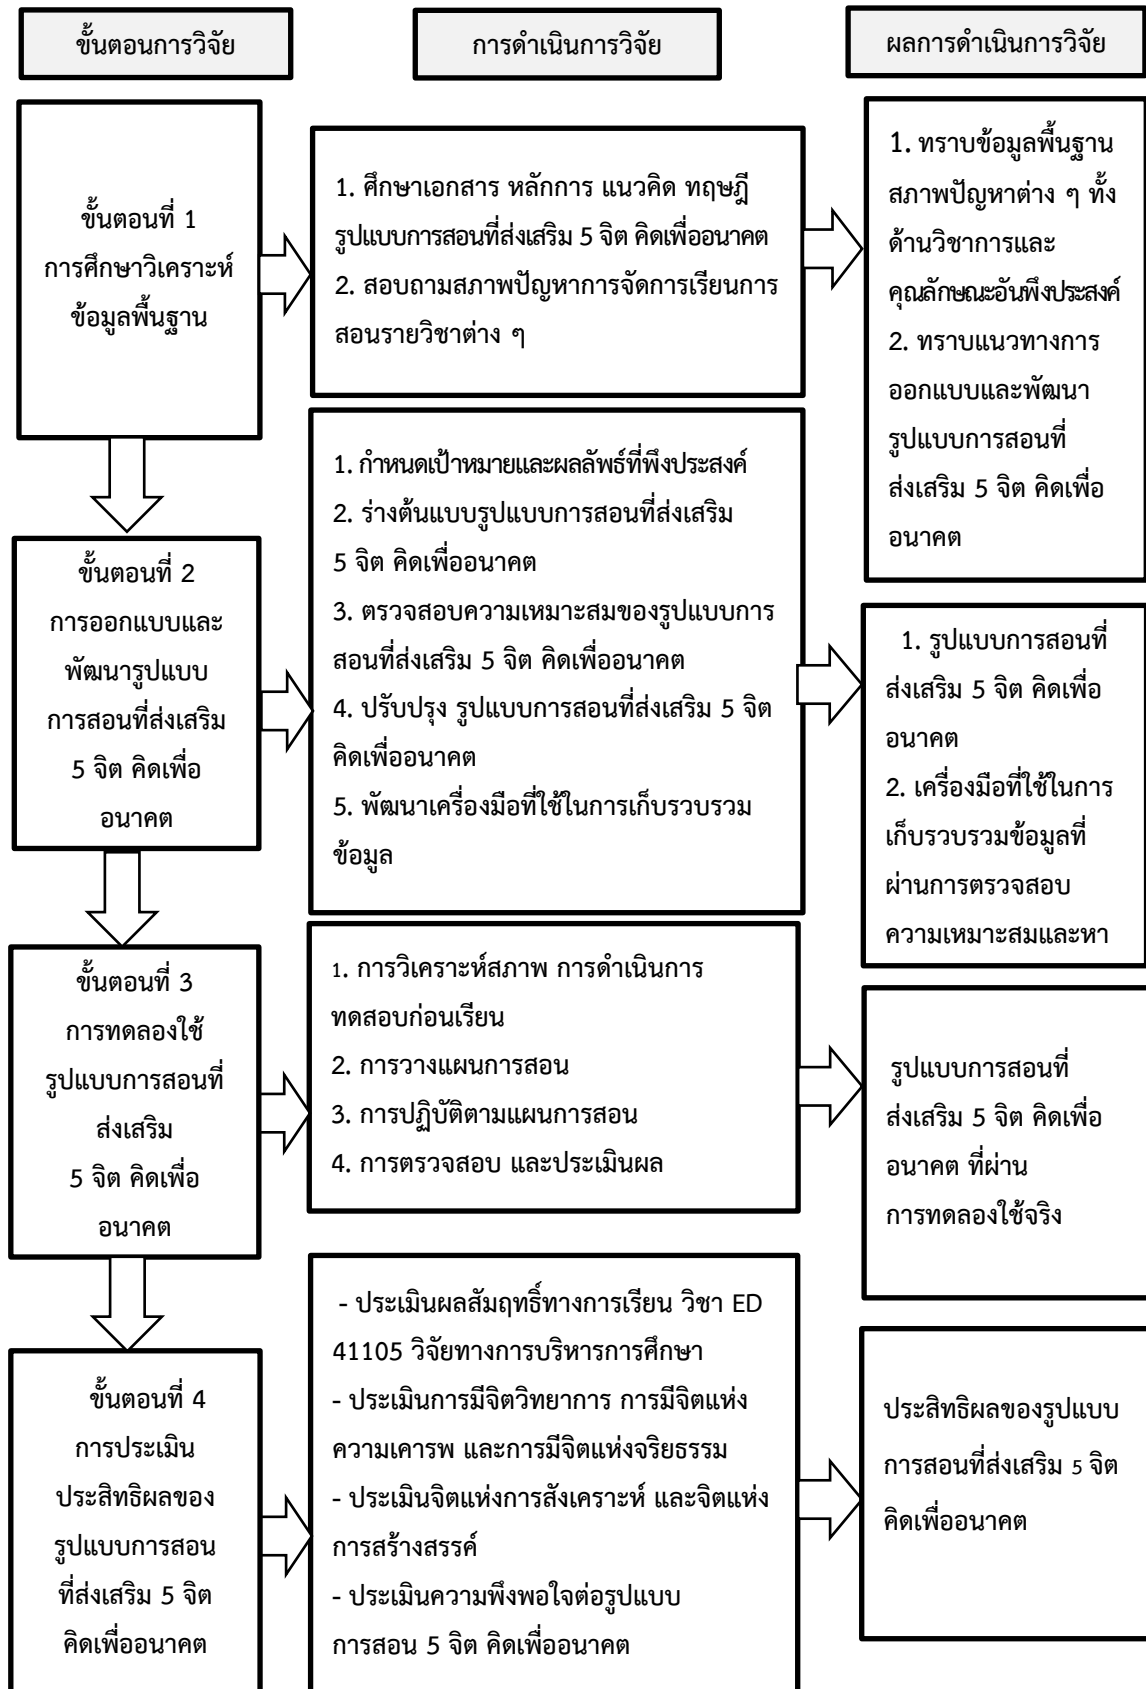 ขั้นตอนการวิจัย
การดำเนินการวิจัย
ผลการดำเนินการวิจัย
ขั้นตอนที่ 1
การศึกษาวิเคราะห์
ข้อมูลพื้นฐาน
1. ศึกษาเอกสาร หลักการ แนวคิด ทฤษฎี
รูปแบบการสอนที่ส่งเสริม 5 จิต คิดเพื่ออนาคต
2. สอบถามสภาพปัญหาการจัดการเรียนการ
สอนรายวิชาต่าง ๆ
1. ทราบข้อมูลพื้นฐาน
สภาพปัญหาต่าง ๆ ทั้ง
ด้านวิชาการและ
คุณลักษณะอันพึงประสงค์
2. ทราบแนวทางการ
ออกแบบและพัฒนา
รูปแบบการสอนที่
ส่งเสริม 5 จิต คิดเพื่อ
อนาคต
ขั้นตอนที่ 2
การออกแบบและ
พัฒนารูปแบบ
การสอนที่ส่งเสริม
5 จิต คิดเพื่อ
อนาคต
1. กำหนดเป้าหมายและผลลัพธ์ที่พึงประสงค์
2. ร่างต้นแบบรูปแบบการสอนที่ส่งเสริม
5 จิต คิดเพื่ออนาคต
3. ตรวจสอบความเหมาะสมของรูปแบบการ
สอนที่ส่งเสริม 5 จิต คิดเพื่ออนาคต
4. ปรับปรุง รูปแบบการสอนที่ส่งเสริม 5 จิต
คิดเพื่ออนาคต
5. พัฒนาเครื่องมือที่ใช้ในการเก็บรวบรวม
ข้อมูล
1. รูปแบบการสอนที่
ส่งเสริม 5 จิต คิดเพื่อ
อนาคต
2. เครื่องมือที่ใช้ในการ
เก็บรวบรวมข้อมูลที่
ผ่านการตรวจสอบ
ความเหมาะสมและหา
ขั้นตอนที่ 3
การทดลองใช้
รูปแบบการสอนที่
ส่งเสริม
5 จิต คิดเพื่อ
อนาคต
1. การวิเคราะห์สภาพ การดำเนินการ
ทดสอบก่อนเรียน
2. การวางแผนการสอน
3. การปฏิบัติตามแผนการสอน
4. การตรวจสอบ และประเมินผล
รูปแบบการสอนที่
ส่งเสริม 5 จิต คิดเพื่อ
อนาคต ที่ผ่าน
การทดลองใช้จริง
ขั้นตอนที่ 4
การประเมิน
ประสิทธิผลของ
รูปแบบการสอน
ที่ส่งเสริม 5 จิต
คิดเพื่ออนาคต
- ประเมินผลสัมฤทธิ์ทางการเรียน วิชา ED
41105 วิจัยทางการบริหารการศึกษา
- ประเมินการมีจิตวิทยาการ การมีจิตแห่ง
ความเคารพ และการมีจิตแห่งจริยธรรม
- ประเมินจิตแห่งการสังเคราะห์ และจิตแห่ง
การสร้างสรรค์
- ประเมินความพึงพอใจต่อรูปแบบ
การสอน 5 จิต คิดเพื่ออนาคต
ประสิทธิผลของรูปแบบ
การสอนที่ส่งเสริม 5 จิต
คิดเพื่ออนาคต